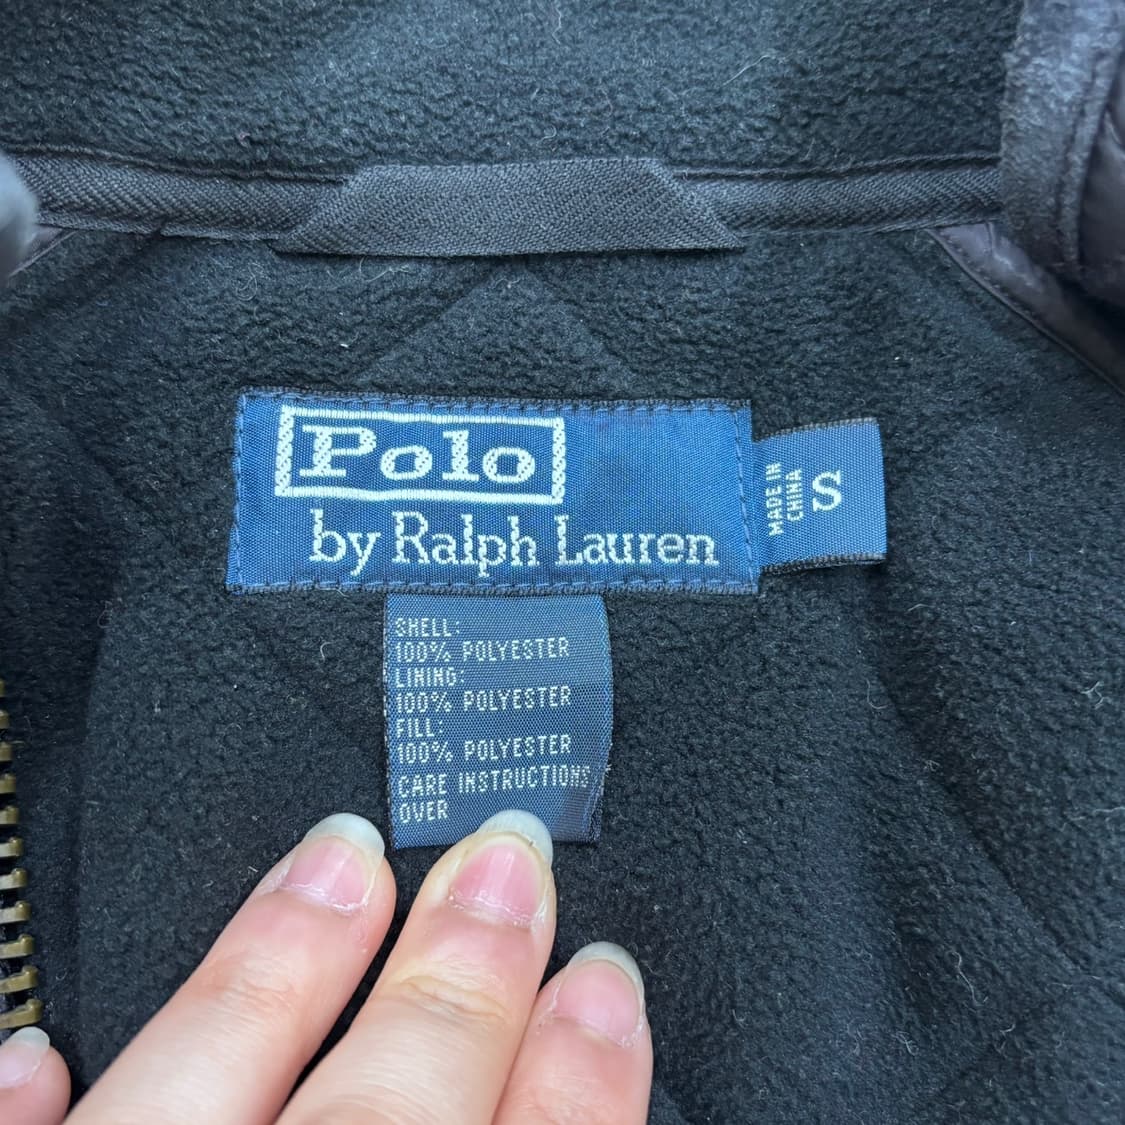 Polo
by Ralph Lauren
MADE IN
CHINA
S
SHELL:
100% POLYESTER
LINING:
100% POLYESTER
FILL:
100% POLYESTER
CARE INSTRUCTIONS
OVER